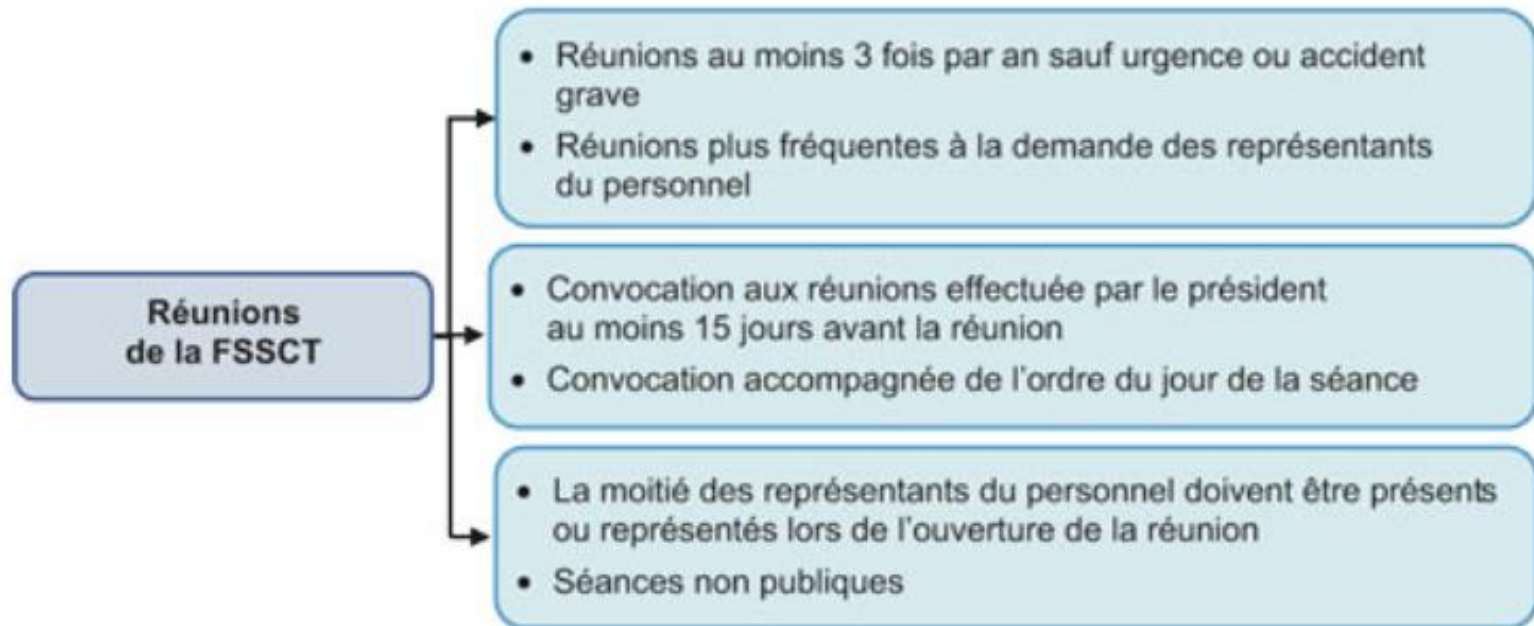 Réunions
de la FSSCT
• Réunions au moins 3 fois par an sauf urgence ou accident
grave
• Réunions plus fréquentes à la demande des représentants
du personnel
• Convocation aux réunions effectuée par le président
au moins 15 jours avant la réunion
• Convocation accompagnée de l'ordre du jour de la séance
• La moitié des représentants du personnel doivent être présents
ou représentés lors de l'ouverture de la réunion
• Séances non publiques